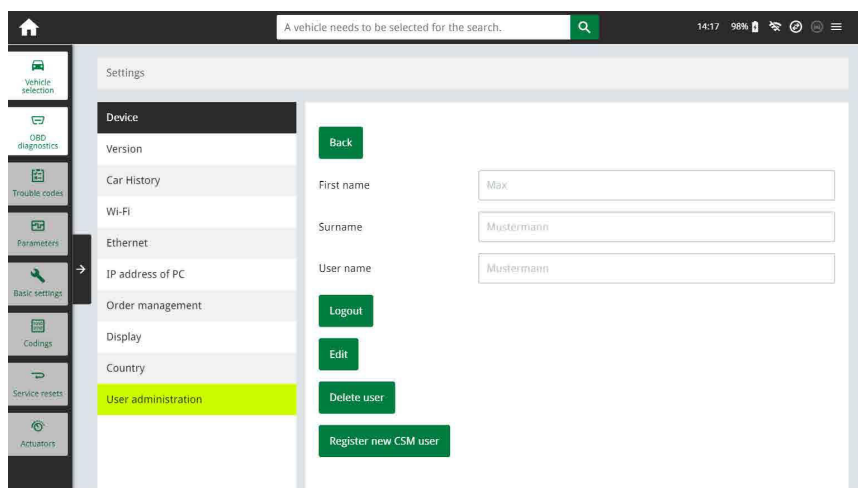 A vehicle needs to be selected for the search.
14:17 98%
Vehicle
selection
OBD
diagnostics
Trouble codes
Parameters
Basic settings
Codings
Service resets
Actuators
Settings
Device
Version
Car History
Wi-Fi
Ethernet
IP address of PC
Order management
Display
Country
User administration
Back
First name Max
Surname Mustermann
User name Mustermann
Logout
Edit
Delete user
Register new CSM user